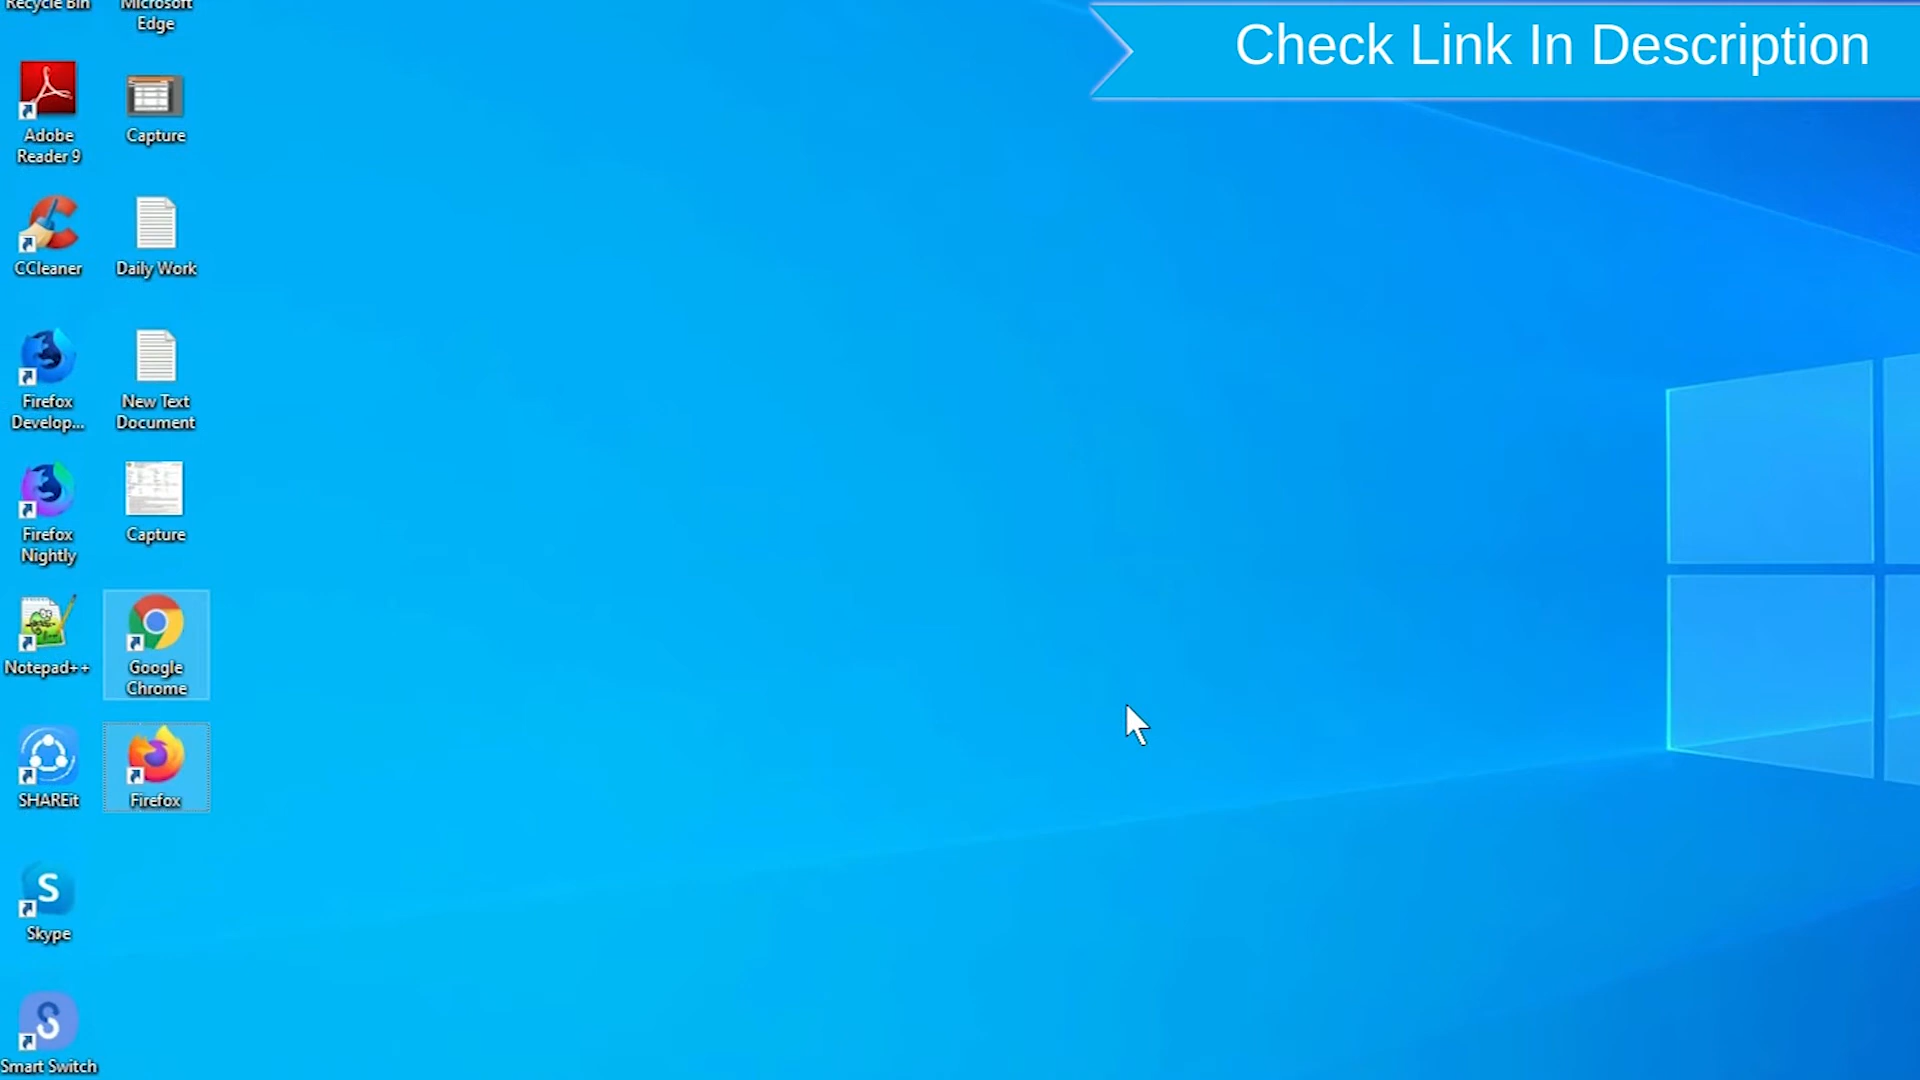 Recycle Bin
Microsoft
Edge
Check Link In Description
Adobe
Reader 9
Capture
CCleaner
Daily Work
Firefox
Develop...
New Text
Document
Firefox
Nightly
Capture
Notepad++
Google
Chrome
SHAREit
Firefox
Skype
Smart Switch